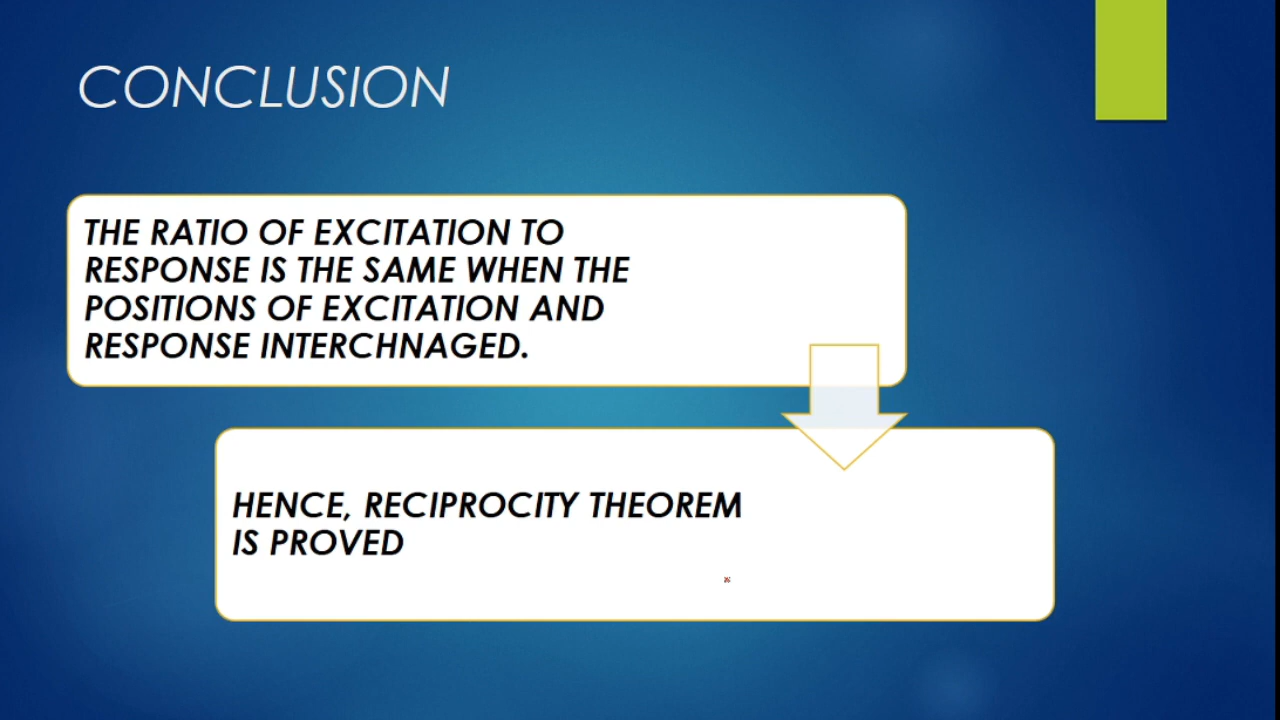 CONCLUSION
THE RATIO OF EXCITATION TO
RESPONSE IS THE SAME WHEN THE
POSITIONS OF EXCITATION AND
RESPONSE INTERCHNAGED.
HENCE, RECIPROCITY THEOREM
IS PROVED